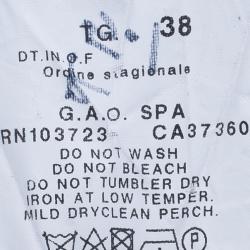 TG. 38
DT.IN.OF
Ordine stagionale
G.A.O. SPA
RN103723 CA37360
DO NOT WASH
DO NOT BLEACH
DO NOT TUMBLER DRY
IRON AT LOW TEMPER.
MILD DRYCLEAN PERCH.